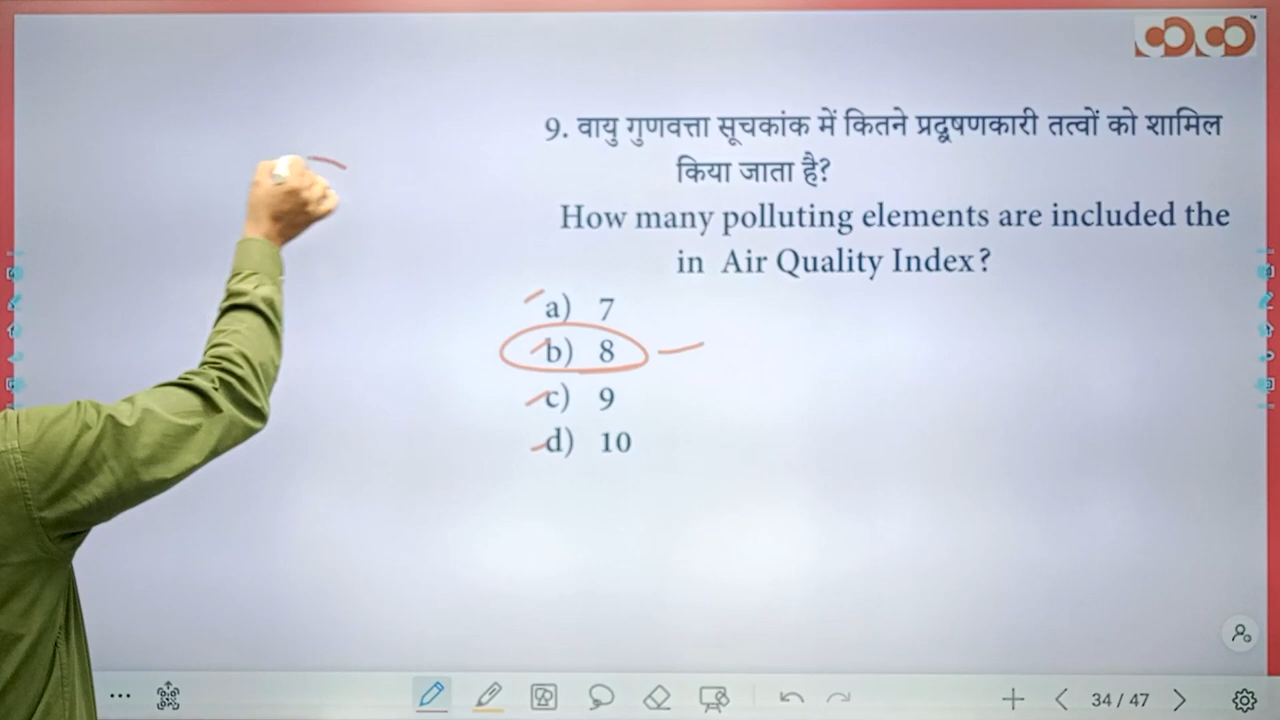 9. वायु गुणवत्ता सूचकांक में कितने प्रदूषणकारी तत्वों को शामिल
किया जाता है?
How many polluting elements are included the
in Air Quality Index?
a) 7
b) 8
c) 9
d) 10
34 / 47